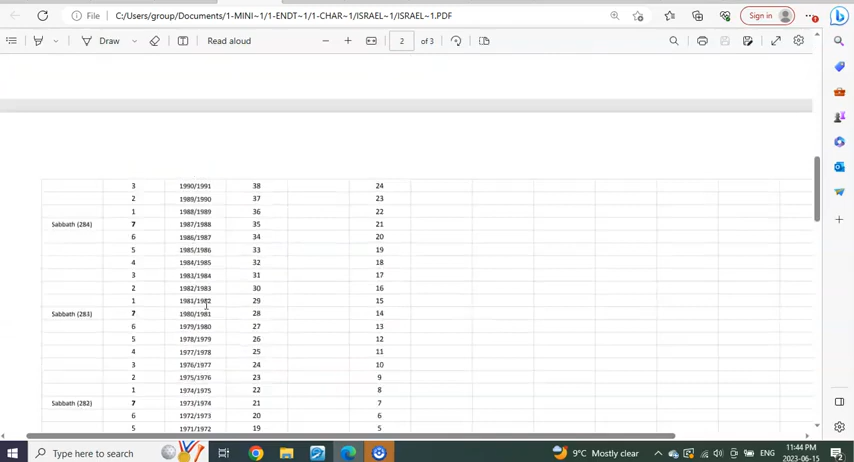 File C:/Users/group/Documents/1-MINI~1/1-ENDT~1/1-CHAR~1/ISRAEL~1/ISRAEL~1.PDF Sign in
Draw Read aloud 2 of 3
3 1990/1991 38 24
2 1989/1990 37 23
1 1988/1989 36 22
Sabbath (284) 7 1987/1988 35 21
6 1986/1987 34 20
5 1985/1986 33 19
4 1984/1985 32 18
3 1983/1984 31 17
2 1982/1983 30 16
1 1981/1982 29 15
Sabbath (283) 7 1980/1981 28 14
6 1979/1980 27 13
5 1978/1979 26 12
4 1977/1978 25 11
3 1976/1977 24 10
2 1975/1976 23 9
1 1974/1975 22 8
Sabbath (282) 7 1973/1974 21 7
6 1972/1973 20 6
5 1971/1972 19 5
Type here to search 9°C Mostly clear ENG 11:44 PM
2023-06-15 2